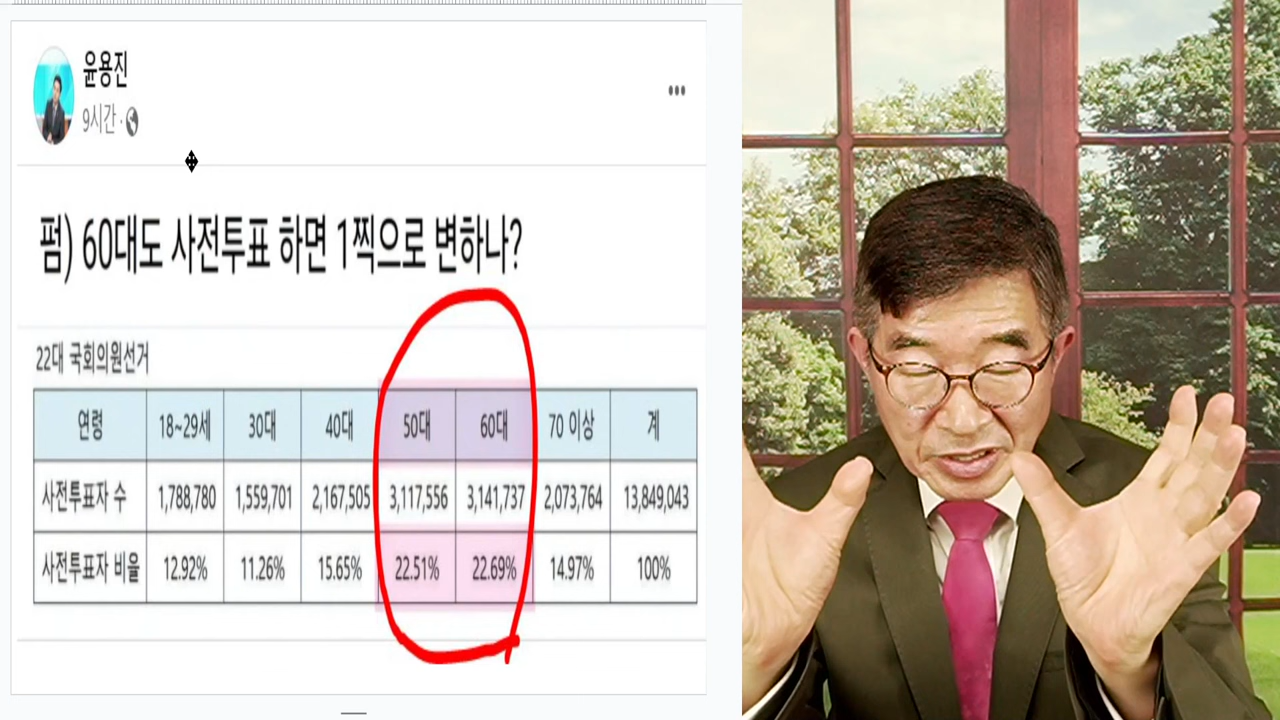 윤용진
9시간 ·
펌) 60대도 사전투표 하면 1찍으로 변하나?
22대 국회의원선거
연령 18~29세 30대 40대 50대 60대 70 이상 계
사전투표자 수 1,788,780 1,559,701 2,167,505 3,117,556 3,141,737 2,073,764 13,849,043
사전투표자 비율 12.92% 11.26% 15.65% 22.51% 22.69% 14.97% 100%